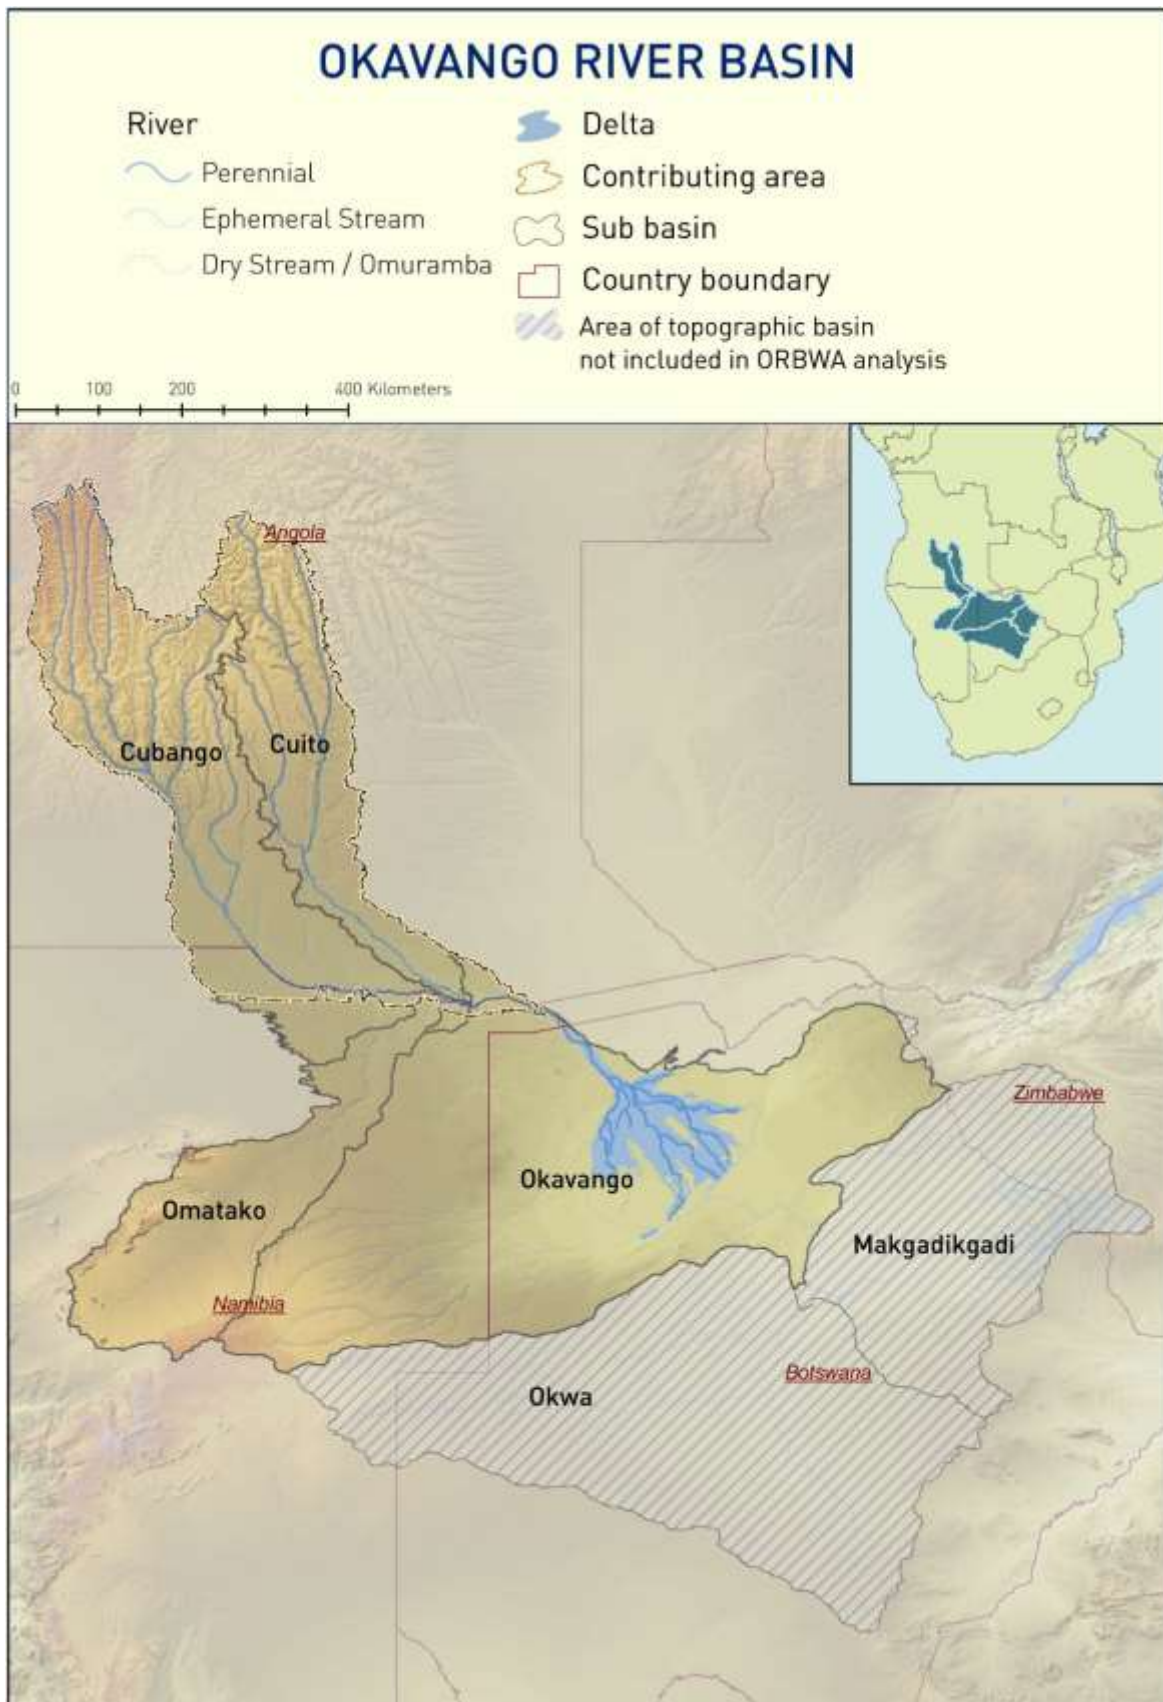 OKAVANGO RIVER BASIN
River
Perennial
Ephemeral Stream
Dry Stream / Omuramba
Delta
Contributing area
Sub basin
Country boundary
Area of topographic basin
not included in ORBWA analysis
0 100 200 400 Kilometers
Angola
Cubango
Cuito
Zimbabwe
Okavango
Omatako
Makgadikgadi
Namibia
Botswana
Okwa